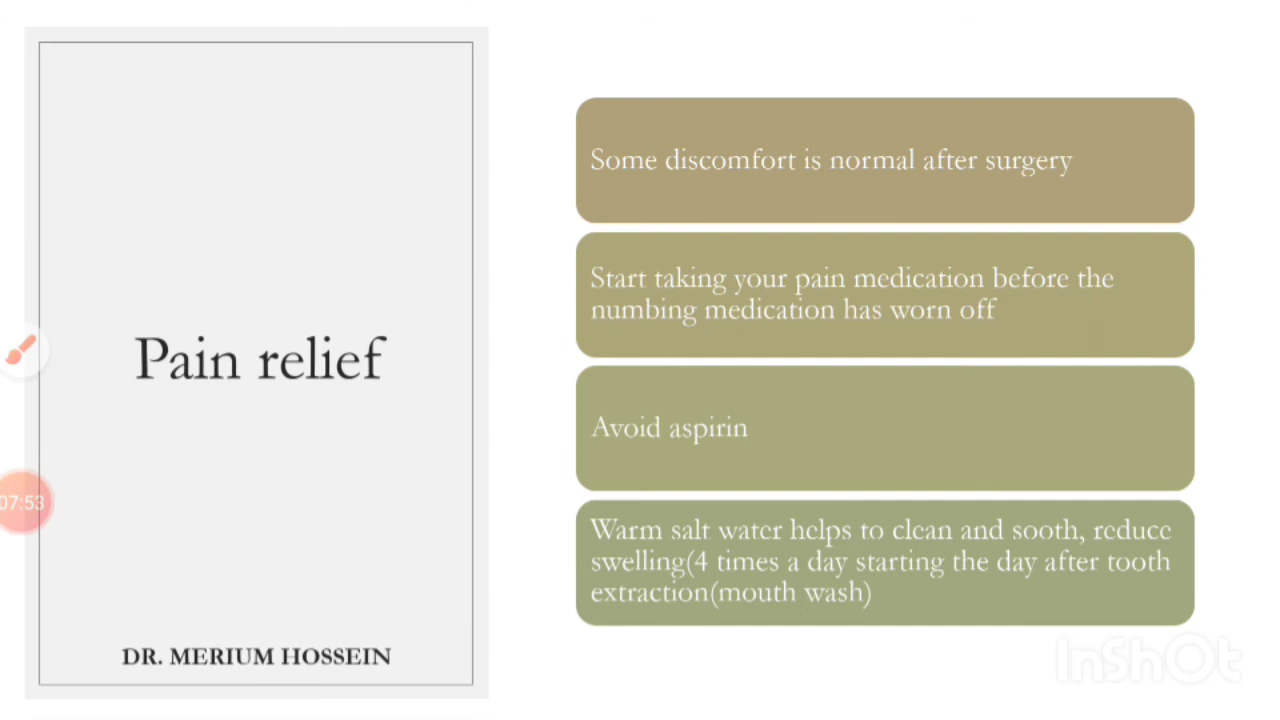 Pain relief
DR. MERIUM HOSSEIN
Some discomfort is normal after surgery
Start taking your pain medication before the
numbing medication has worn off
Avoid aspirin
Warm salt water helps to clean and sooth, reduce
swelling(4 times a day starting the day after tooth
extraction(mouth wash)
07:53
InShOt